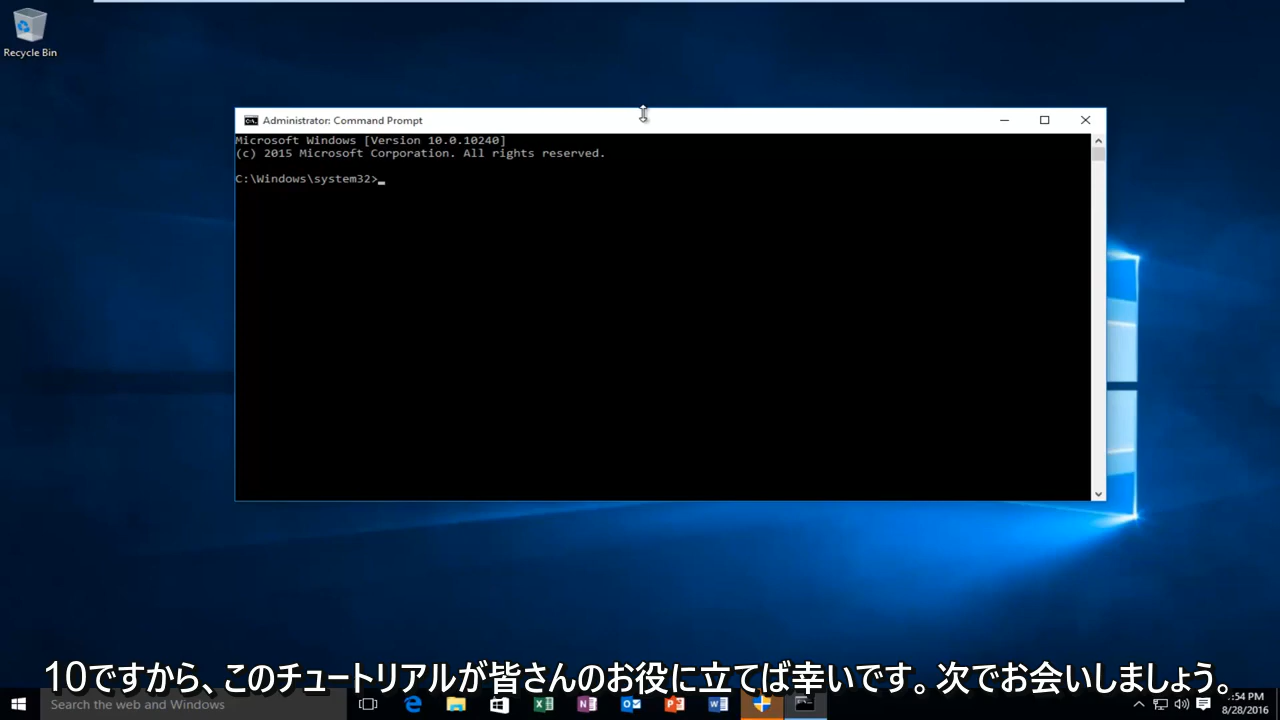 Recycle Bin
Administrator: Command Prompt
Microsoft Windows [Version 10.0.10240]
(c) 2015 Microsoft Corporation. All rights reserved.
C:\Windows\system32>
10ですから、このチュートリアルが皆さんのお役に立てば幸いです。次でお会いしましょう。
Search the web and Windows
:54 PM
8/28/2016